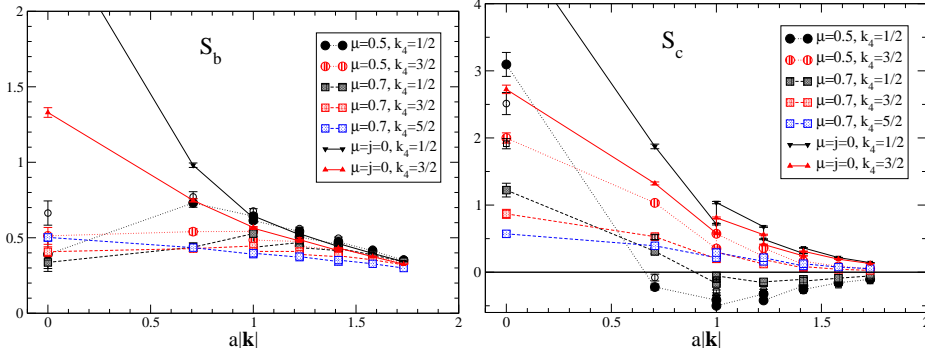 2
1.5
1
0.5
0
0
0.5
1
1.5
2
a|k|
S_b
μ=0.5, k_4=1/2
μ=0.5, k_4=3/2
μ=0.7, k_4=1/2
μ=0.7, k_4=3/2
μ=0.7, k_4=5/2
μ=j=0, k_4=1/2
μ=j=0, k_4=3/2
4
3
2
1
0
0
0.5
1
1.5
2
a|k|
S_c
μ=0.5, k_4=1/2
μ=0.5, k_4=3/2
μ=0.7, k_4=1/2
μ=0.7, k_4=3/2
μ=0.7, k_4=5/2
μ=j=0, k_4=1/2
μ=j=0, k_4=3/2